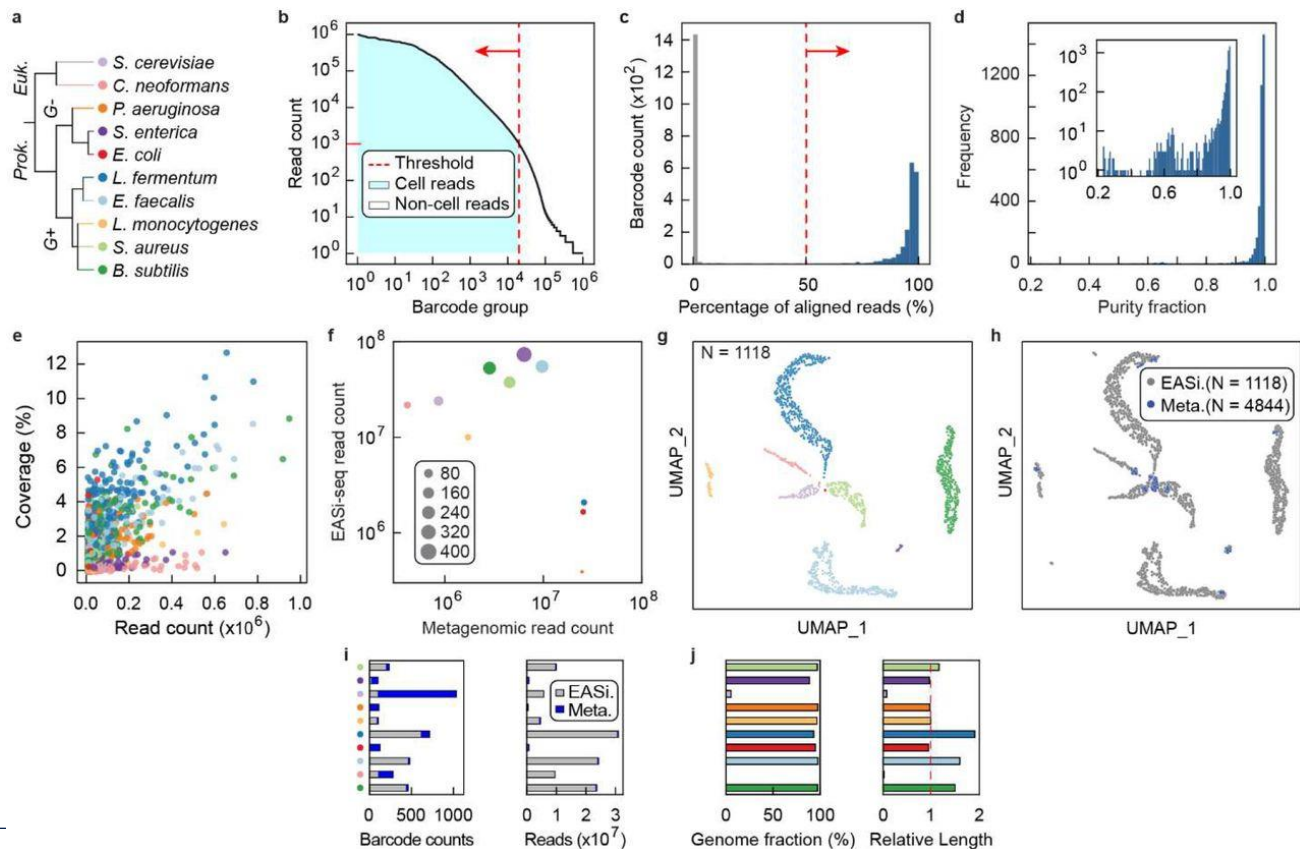 a
Euk.
Prok.
G-
G+
S. cerevisiae
C. neoformans
P. aeruginosa
S. enterica
E. coli
L. fermentum
E. faecalis
L. monocytogenes
S. aureus
B. subtilis
b
Read count
10^6
10^5
10^4
10^3
10^2
10^1
10^0
Threshold
Cell reads
Non-cell reads
10^0 10^1 10^2 10^3 10^4 10^5 10^6
Barcode group
c
Barcode count (x10^2)
14
12
10
8
6
4
2
0
0 50 100
Percentage of aligned reads (%)
d
Frequency
1600
1200
800
400
0
10^3
10^2
10^1
10^0
0.2 0.6 1.0
0.2 0.4 0.6 0.8 1.0
Purity fraction
e
Coverage (%)
12
10
8
6
4
2
0
0.0 0.2 0.4 0.6 0.8 1.0
Read count (x10^6)
f
EASi-seq read count
10^8
10^7
10^6
80
160
240
320
400
10^6 10^7 10^8
Metagenomic read count
g
N = 1118
UMAP_2
UMAP_1
h
EASi.(N = 1118)
Meta.(N = 4844)
UMAP_2
UMAP_1
i
0 500 1000
Barcode counts
EASi.
Meta.
0 1 2 3
Reads (x10^7)
j
0 50 100
Genome fraction (%)
0 1 2
Relative Length